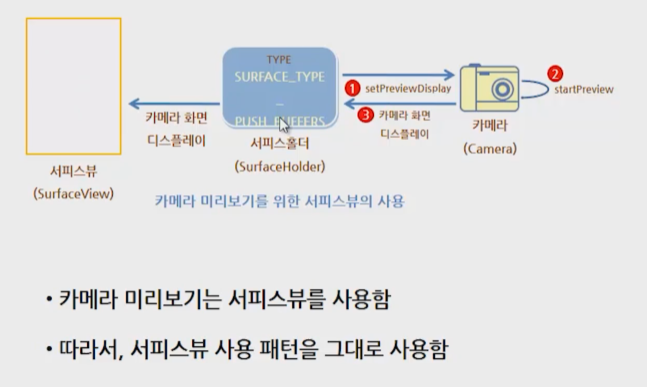 TYPE
SURFACE_TYPE
_
PUSH_BUFFERS
1 setPreviewDisplay
2
startPreview
3 카메라 화면
디스플레이
카메라 화면
디스플레이
서피스홀더
(SurfaceHolder)
카메라
(Camera)
서피스뷰
(SurfaceView)
카메라 미리보기를 위한 서피스뷰의 사용
• 카메라 미리보기는 서피스뷰를 사용함
• 따라서, 서피스뷰 사용 패턴을 그대로 사용함